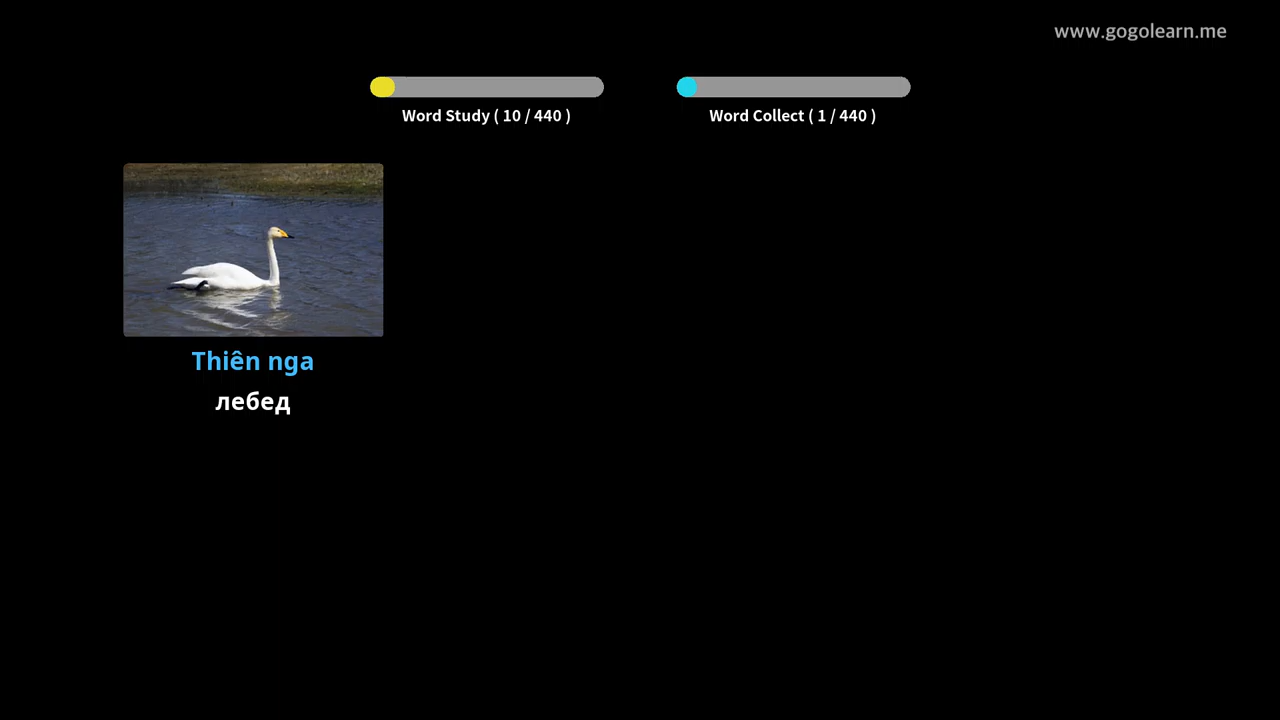 www.gogolearn.me
Word Study ( 10 / 440 )
Word Collect ( 1 / 440 )
Thiên nga
лебед